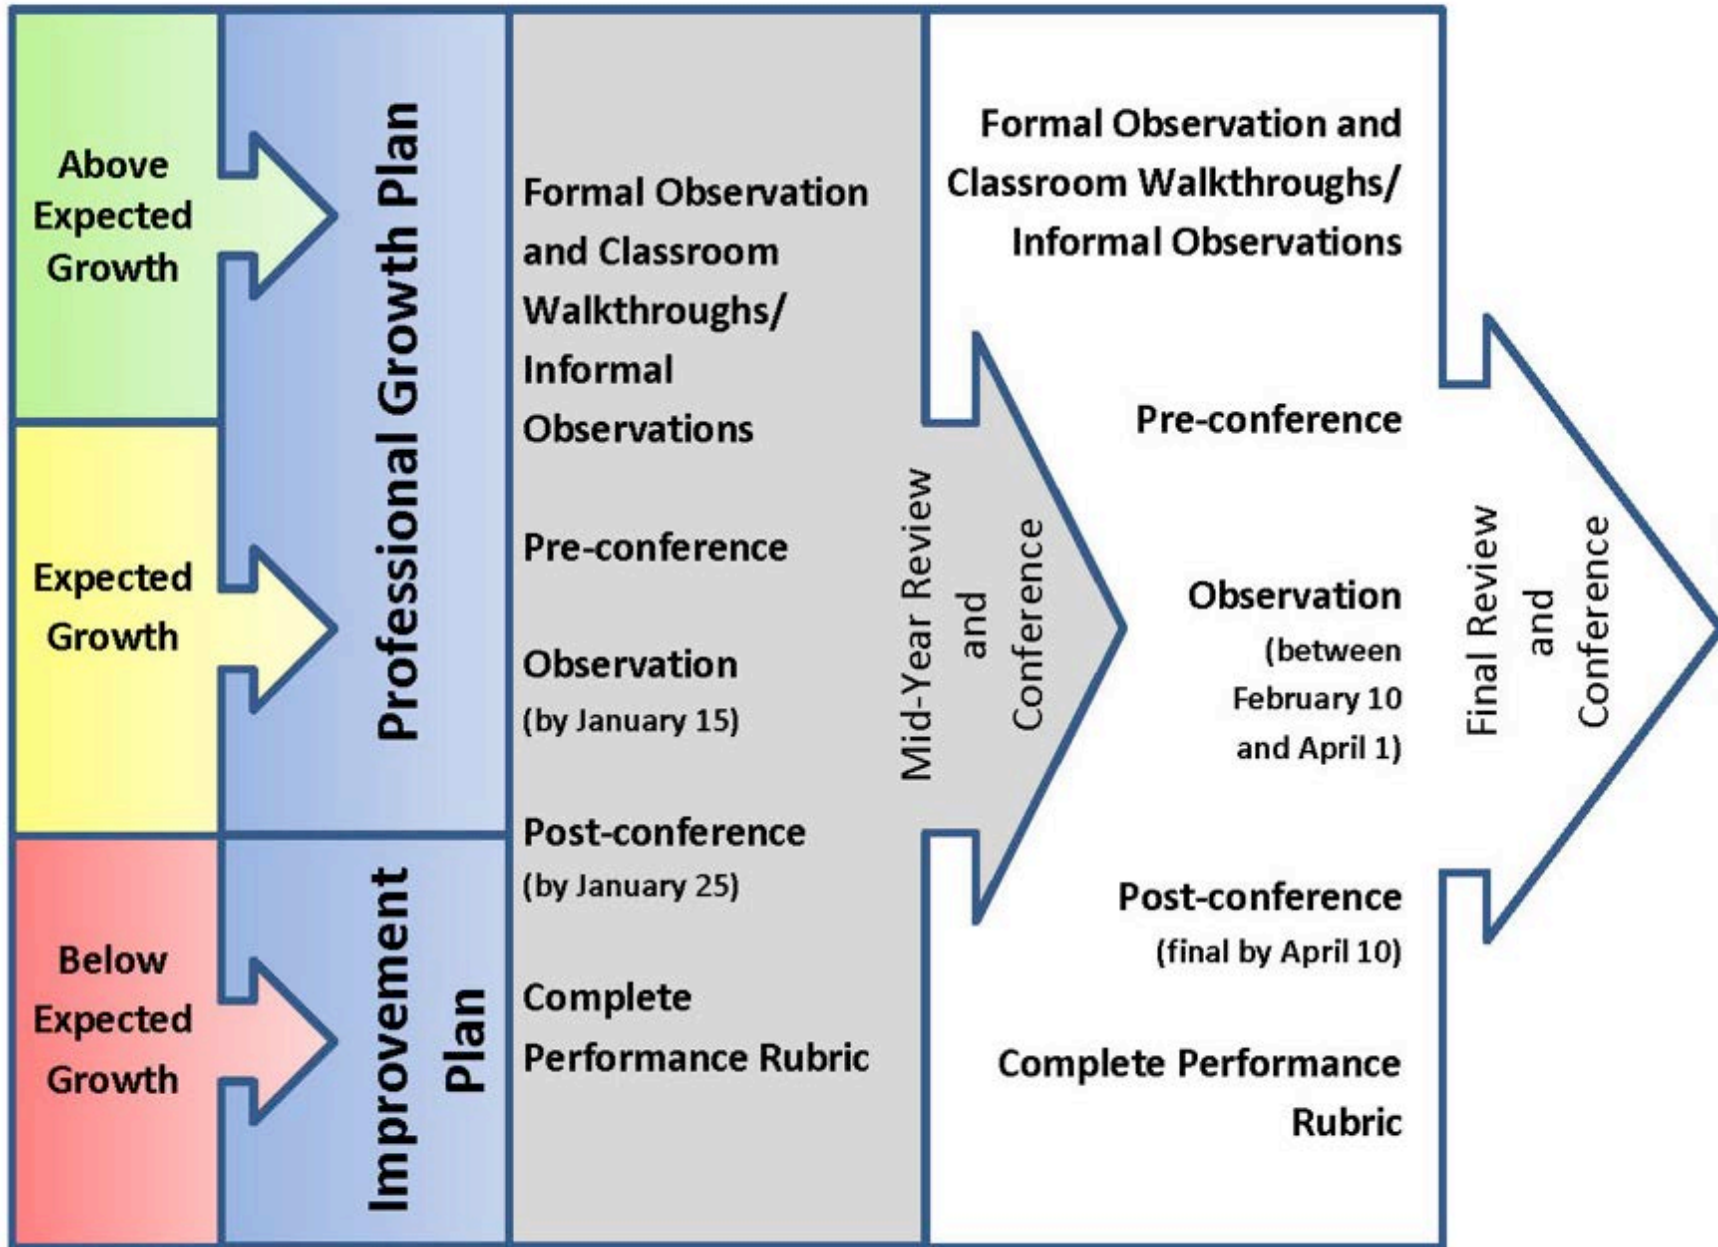 Above
Expected
Growth
Expected
Growth
Below
Expected
Growth
Professional Growth Plan
Improvement
Plan
Formal Observation
and Classroom
Walkthroughs/
Informal
Observations
Pre-conference
Observation
(by January 15)
Post-conference
(by January 25)
Complete
Performance Rubric
Mid-Year Review
and
Conference
Formal Observation and
Classroom Walkthroughs/
Informal Observations
Pre-conference
Observation
(between
February 10
and April 1)
Post-conference
(final by April 10)
Complete Performance
Rubric
Final Review
and
Conference